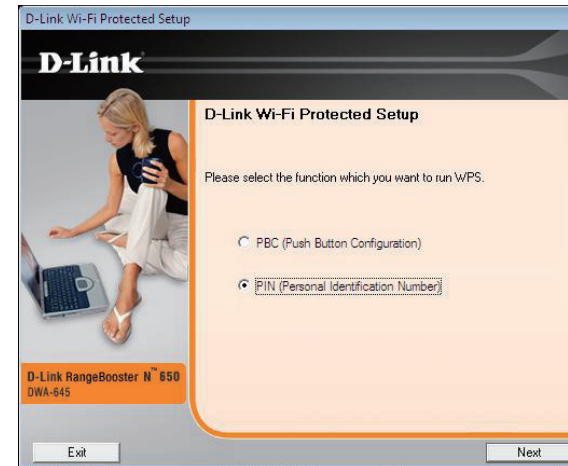 D-Link Wi-Fi Protected Setup
D-Link
D-Link Wi-Fi Protected Setup
Please select the function which you want to run WPS.
PBC (Push Button Configuration)
PIN (Personal Identification Number)
D-Link RangeBooster N™ 650
DWA-645
Exit
Next